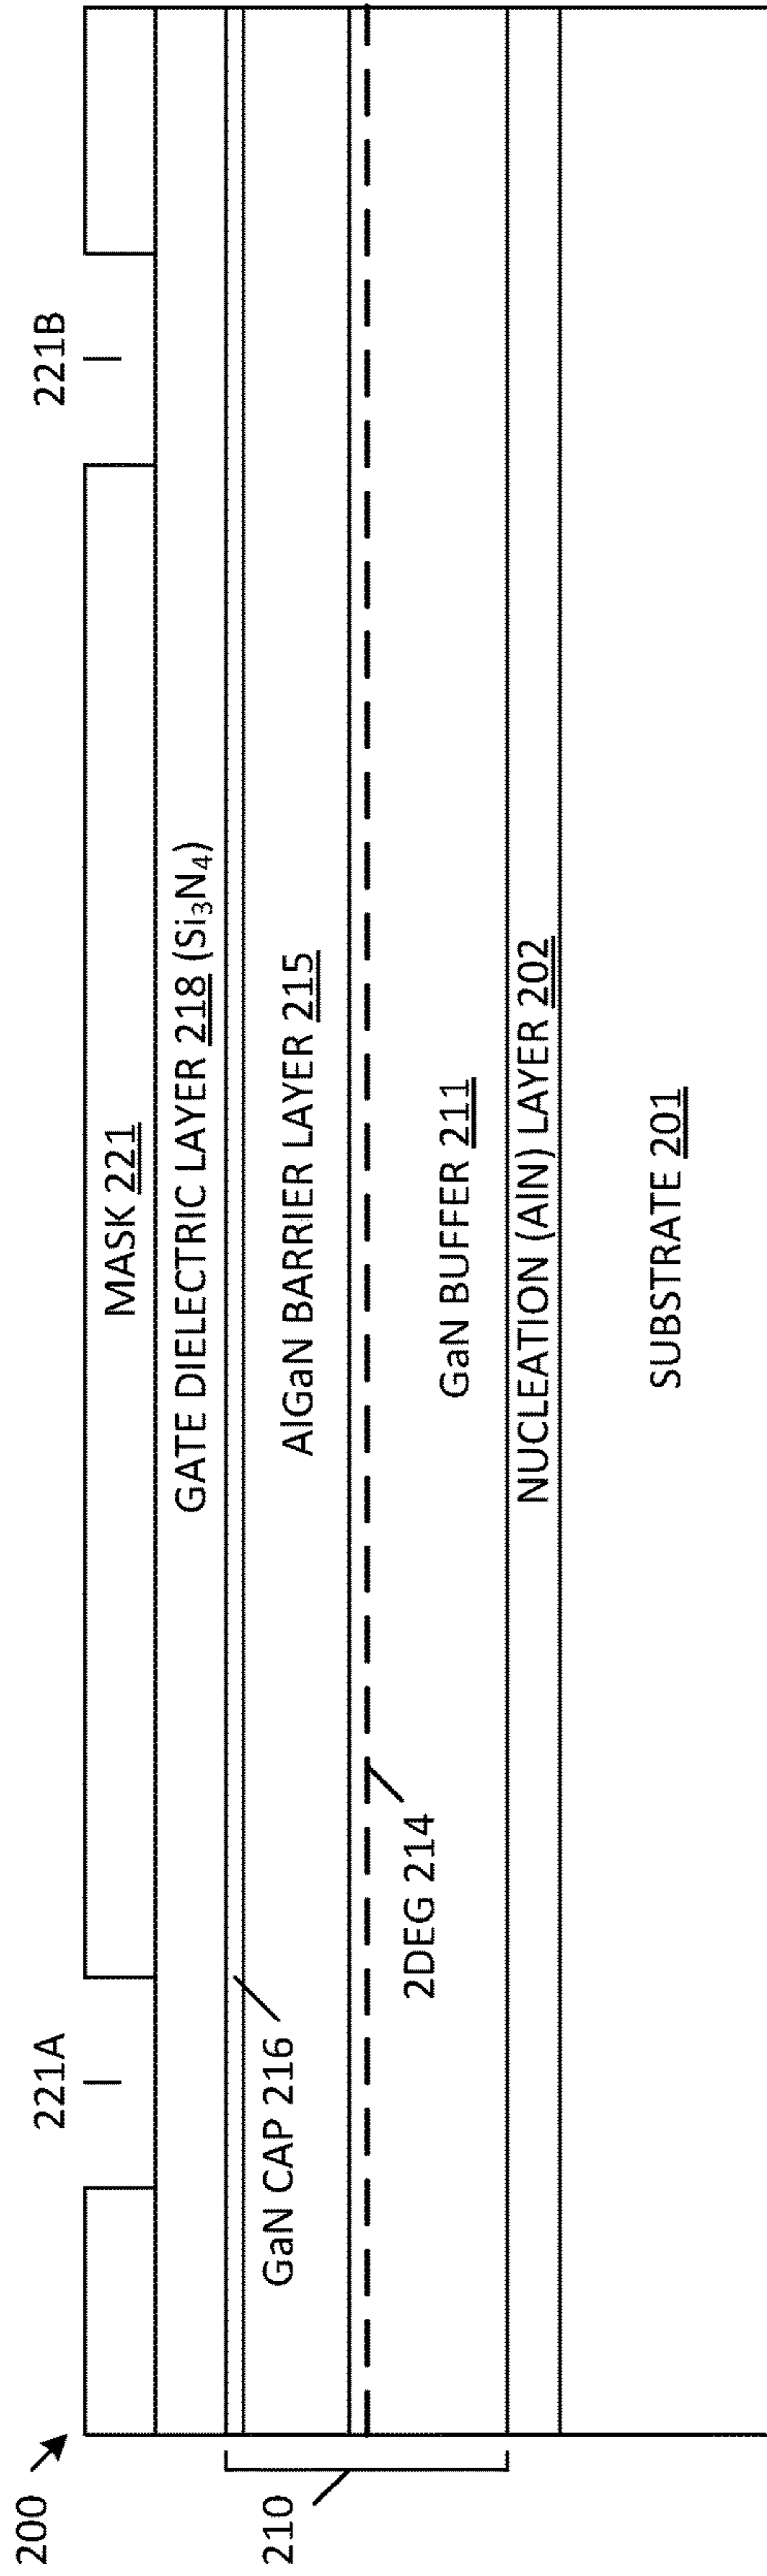 200
221A
221B
MASK 221
GATE DIELECTRIC LAYER 218 (Si₃N₄)
210
GaN CAP 216
AlGaN BARRIER LAYER 215
2DEG 214
GaN BUFFER 211
NUCLEATION (AlN) LAYER 202
SUBSTRATE 201